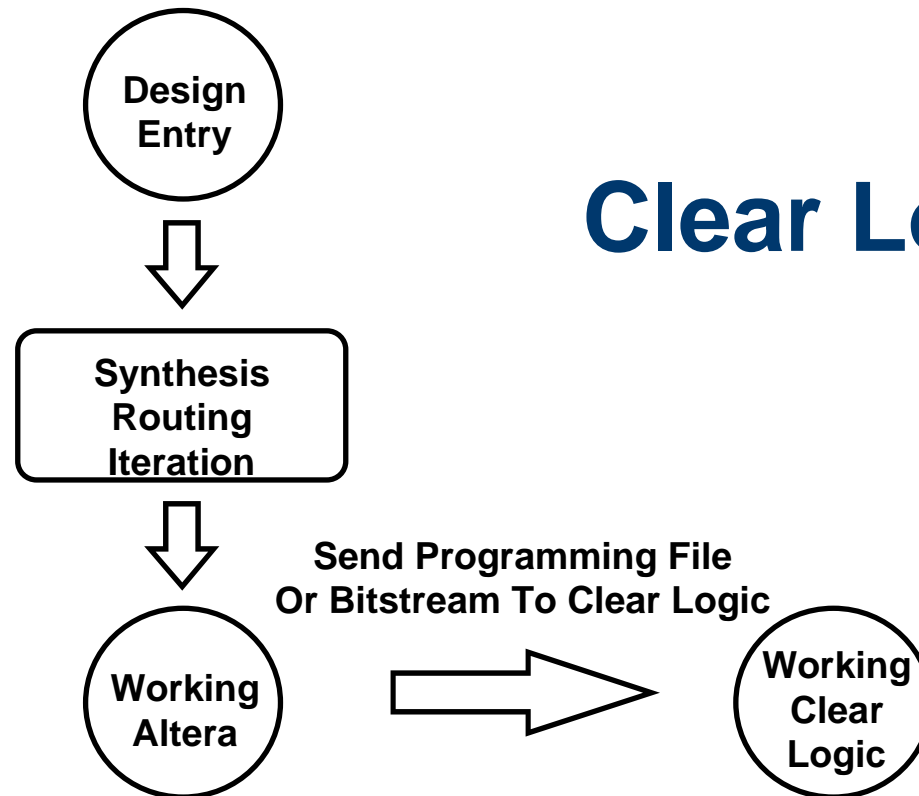 Design
Entry
Clear
Synthesis
Routing
Iteration
Send Programming File
Or Bitstream To Clear Logic
Working
Altera
Working
Clear
Logic